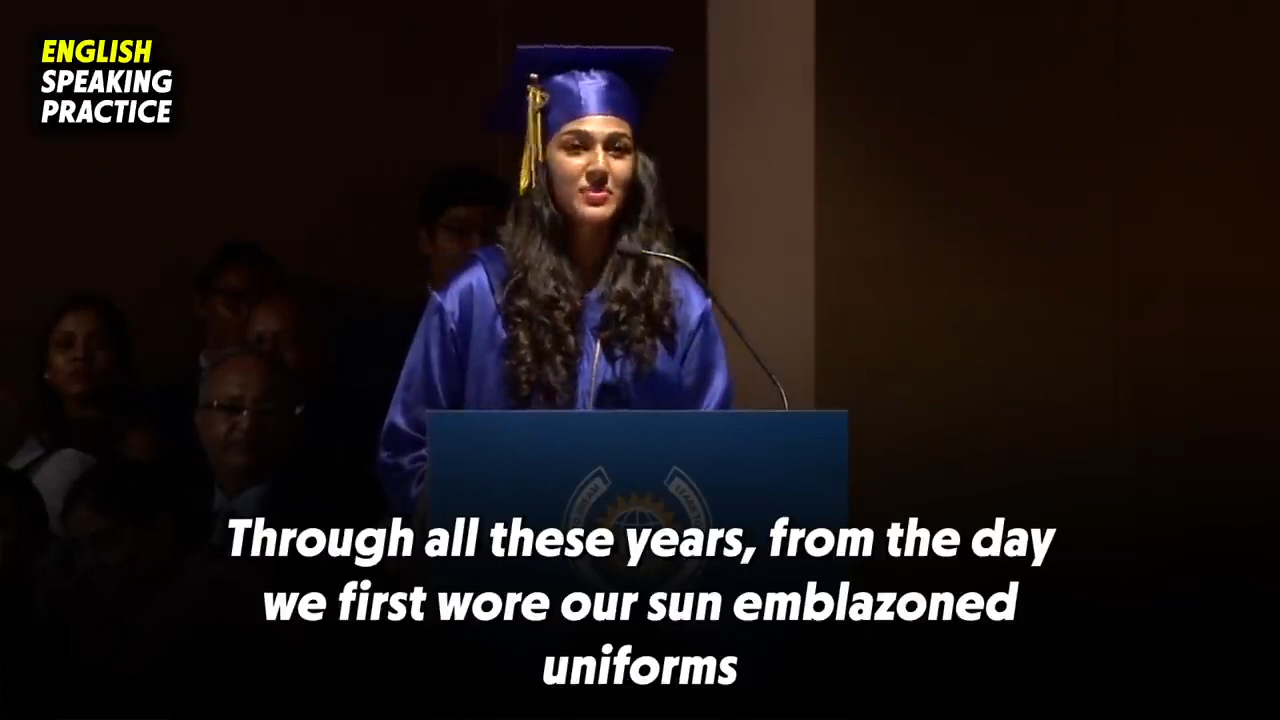 ENGLISH
SPEAKING
PRACTICE
Through all these years, from the day
we first wore our sun emblazoned
uniforms